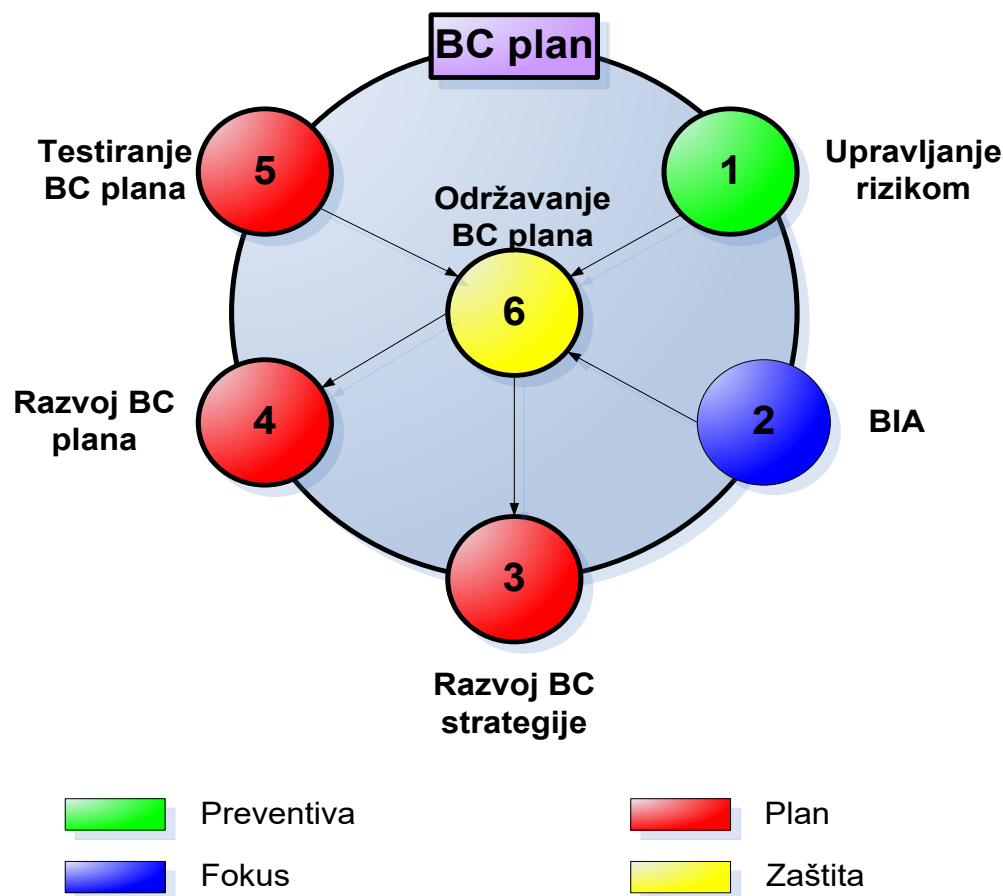 BC plan
Testiranje
BC plana
5
1
Upravljanje
rizikom
Održavanje
BC plana
6
Razvoj BC
plana
4
2
BIA
3
Razvoj BC
strategije
Preventiva
Plan
Fokus
Zaštita